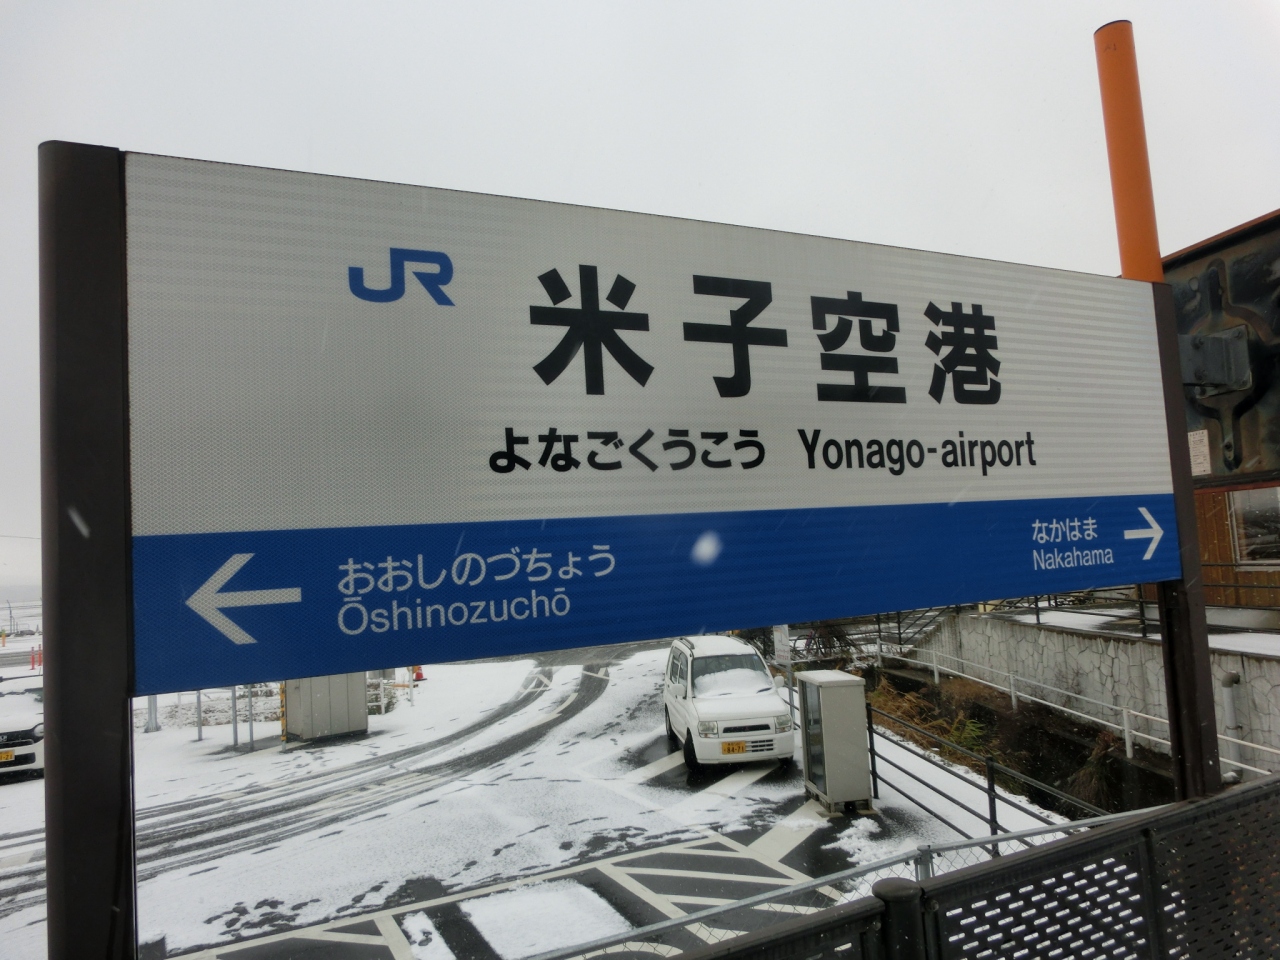 JR
米子空港
よなごくうこう Yonago-airport
← おおしのづちょう
Ōshinozuchō
なかはま →
Nakahama